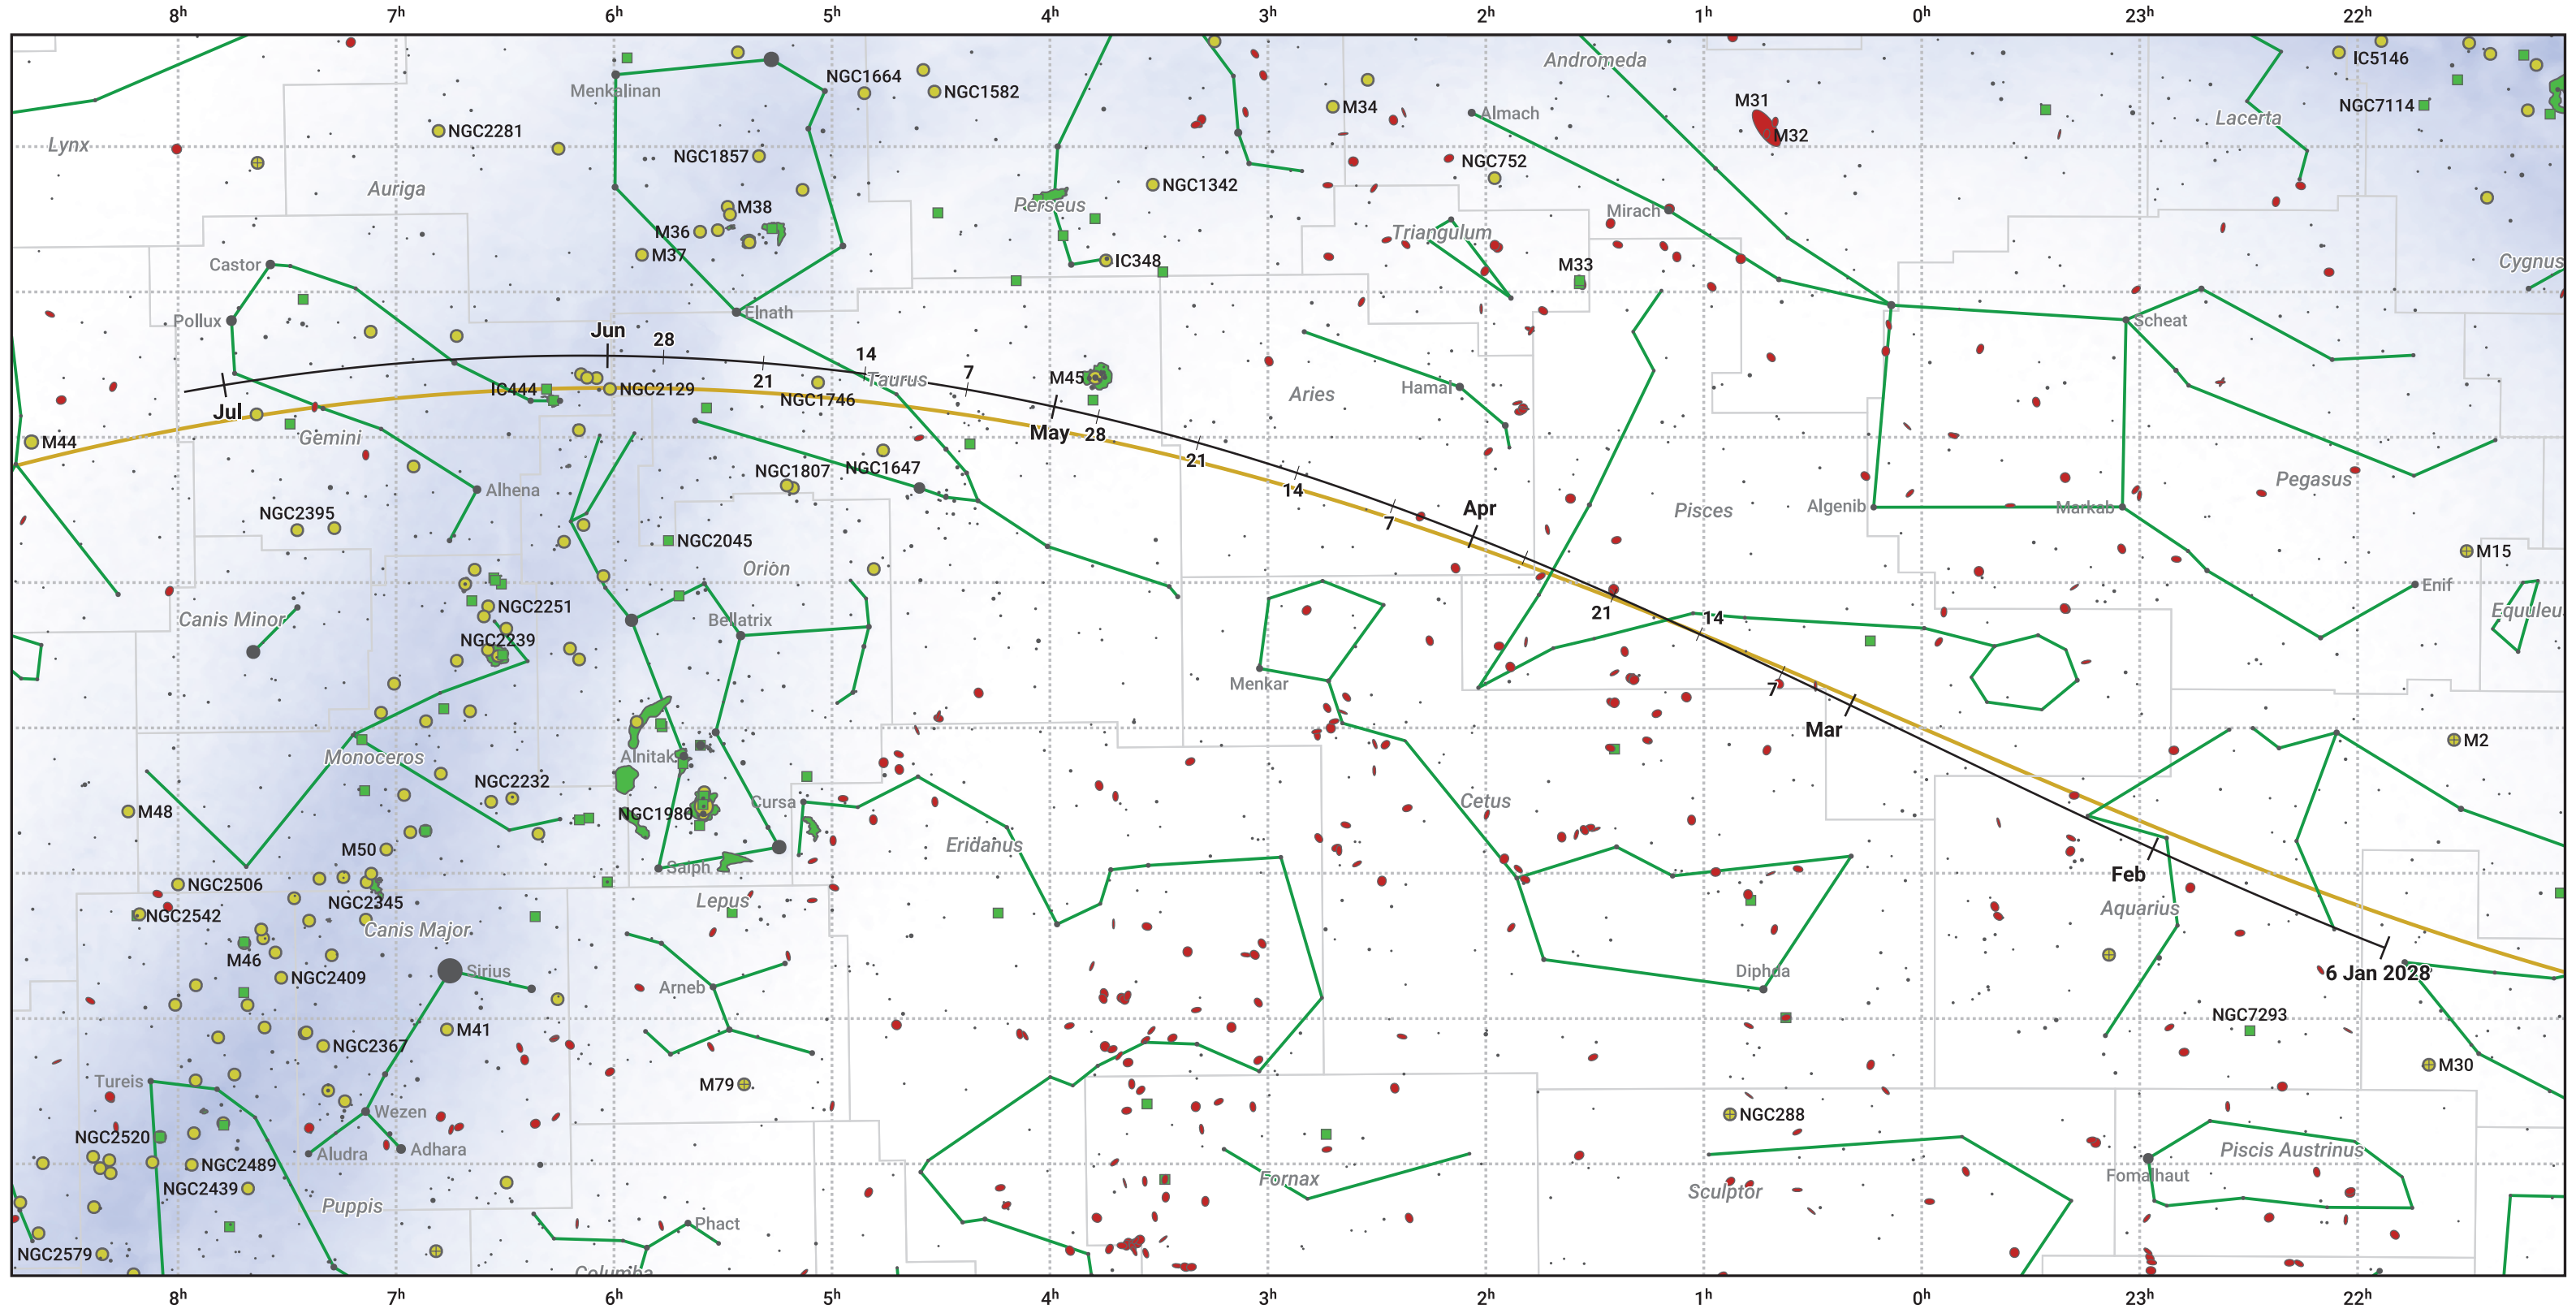 8h 7h 6h 5h 4h 3h 2h 1h 0h 23h 22h
Andromeda
IC5146
Menkalinan
NGC1664
NGC1582
M34
Almach
M31
M32
NGC7114
Lacerta
Lynx
NGC2281
NGC1857
NGC752
Auriga
NGC1342
M38
Perseus
Mirach
M36
Triangulum
M37
Castor
IC348
M33
Cygnus
Pollux
Elnath
Scheat
Jun
28
14
21
7
Taurus
M45
Hamal
Aries
IC444
NGC2129
NGC1746
Jul
M44
Gemini
May
28
21
14
7
Apr
NGC1807
NGC1647
Pegasus
Alhena
NGC2395
Pisces
Algenib
Markab
NGC2045
M15
Orion
Enif
Canis Minor
NGC2251
Bellatrix
21
14
Equuleu
NGC2239
Menkar
7
Mar
Alnitak
M2
Monoceros
NGC2232
Cursa
Cetus
M48
NGC1980
Eridanus
M50
Saiph
Feb
NGC2506
NGC2345
Lepus
Aquarius
NGC2542
Canis Major
M46
Sirius
Diphda
6 Jan 2028
NGC2409
Arneb
NGC7293
M41
NGC2367
M30
Tureis
M79
Wezen
NGC288
NGC2520
Adhara
Aludra
Piscis Austrinus
NGC2489
Fomalhaut
NGC2439
Fornax
Sculptor
Puppis
Phact
NGC2579
Columba
8h 7h 6h 5h 4h 3h 2h 1h 0h 23h 22h